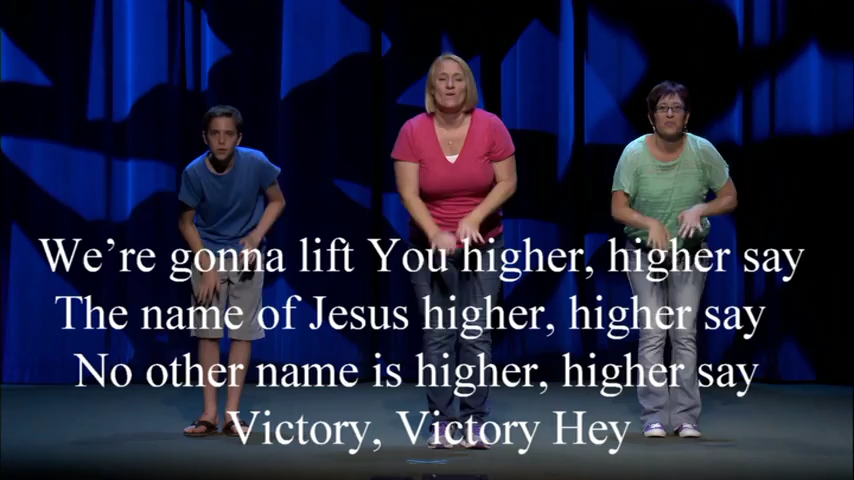 We're gonna lift You higher, higher say
The name of Jesus higher, higher say
No other name is higher, higher say
Victory, Victory Hey